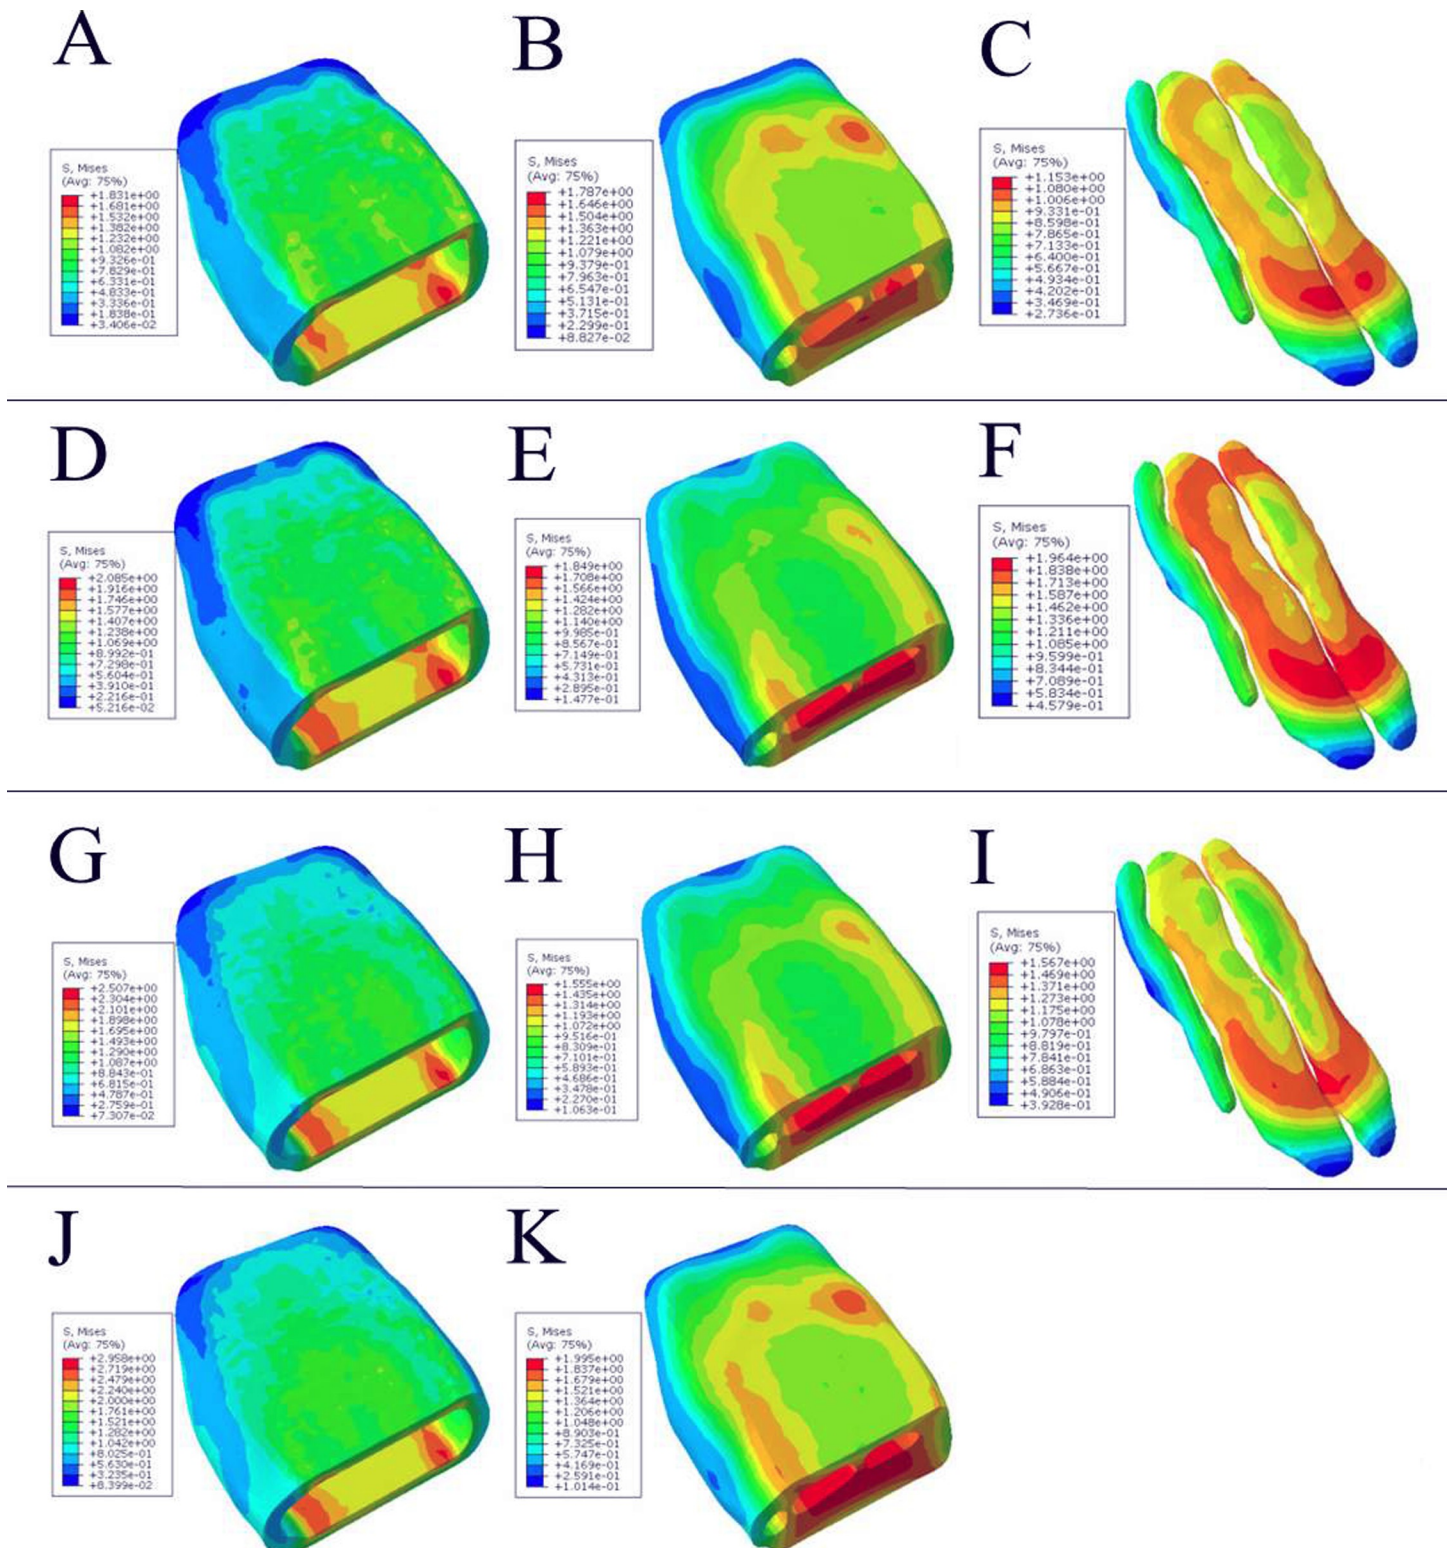 A
S, Mises
(Avg: 75%)
+1.831e+00
+1.681e+00
+1.532e+00
+1.382e+00
+1.232e+00
+1.082e+00
+9.326e-01
+7.829e-01
+6.331e-01
+4.833e-01
+3.336e-01
+1.838e-01
+3.406e-02
B
S, Mises
(Avg: 75%)
+1.787e+00
+1.646e+00
+1.504e+00
+1.363e+00
+1.221e+00
+1.079e+00
+9.379e-01
+7.963e-01
+6.547e-01
+5.131e-01
+3.715e-01
+2.299e-01
+8.827e-02
C
S, Mises
(Avg: 75%)
+1.153e+00
+1.080e+00
+1.006e+00
+9.331e-01
+8.598e-01
+7.865e-01
+7.133e-01
+6.400e-01
+5.667e-01
+4.934e-01
+4.202e-01
+3.469e-01
+2.736e-01
D
S, Mises
(Avg: 75%)
+2.085e+00
+1.916e+00
+1.746e+00
+1.577e+00
+1.407e+00
+1.238e+00
+1.069e+00
+8.992e-01
+7.298e-01
+5.604e-01
+3.910e-01
+2.216e-01
+5.216e-02
E
S, Mises
(Avg: 75%)
+1.849e+00
+1.708e+00
+1.566e+00
+1.424e+00
+1.282e+00
+1.140e+00
+9.985e-01
+8.567e-01
+7.149e-01
+5.731e-01
+4.313e-01
+2.895e-01
+1.477e-01
F
S, Mises
(Avg: 75%)
+1.964e+00
+1.838e+00
+1.713e+00
+1.587e+00
+1.462e+00
+1.336e+00
+1.211e+00
+1.085e+00
+9.599e-01
+8.344e-01
+7.089e-01
+5.834e-01
+4.579e-01
G
S, Mises
(Avg: 75%)
+2.507e+00
+2.304e+00
+2.101e+00
+1.898e+00
+1.695e+00
+1.493e+00
+1.290e+00
+1.087e+00
+8.843e-01
+6.815e-01
+4.787e-01
+2.759e-01
+7.307e-02
H
S, Mises
(Avg: 75%)
+1.555e+00
+1.435e+00
+1.314e+00
+1.193e+00
+1.072e+00
+9.516e-01
+8.309e-01
+7.101e-01
+5.893e-01
+4.686e-01
+3.478e-01
+2.270e-01
+1.063e-01
I
S, Mises
(Avg: 75%)
+1.567e+00
+1.469e+00
+1.371e+00
+1.273e+00
+1.175e+00
+1.078e+00
+9.797e-01
+8.819e-01
+7.841e-01
+6.863e-01
+5.884e-01
+4.906e-01
+3.928e-01
J
S, Mises
(Avg: 75%)
+2.958e+00
+2.719e+00
+2.479e+00
+2.240e+00
+2.000e+00
+1.761e+00
+1.521e+00
+1.282e+00
+1.042e+00
+8.025e-01
+5.630e-01
+3.235e-01
+8.399e-02
K
S, Mises
(Avg: 75%)
+1.995e+00
+1.837e+00
+1.679e+00
+1.521e+00
+1.364e+00
+1.206e+00
+1.048e+00
+8.903e-01
+7.325e-01
+5.747e-01
+4.169e-01
+2.591e-01
+1.014e-01